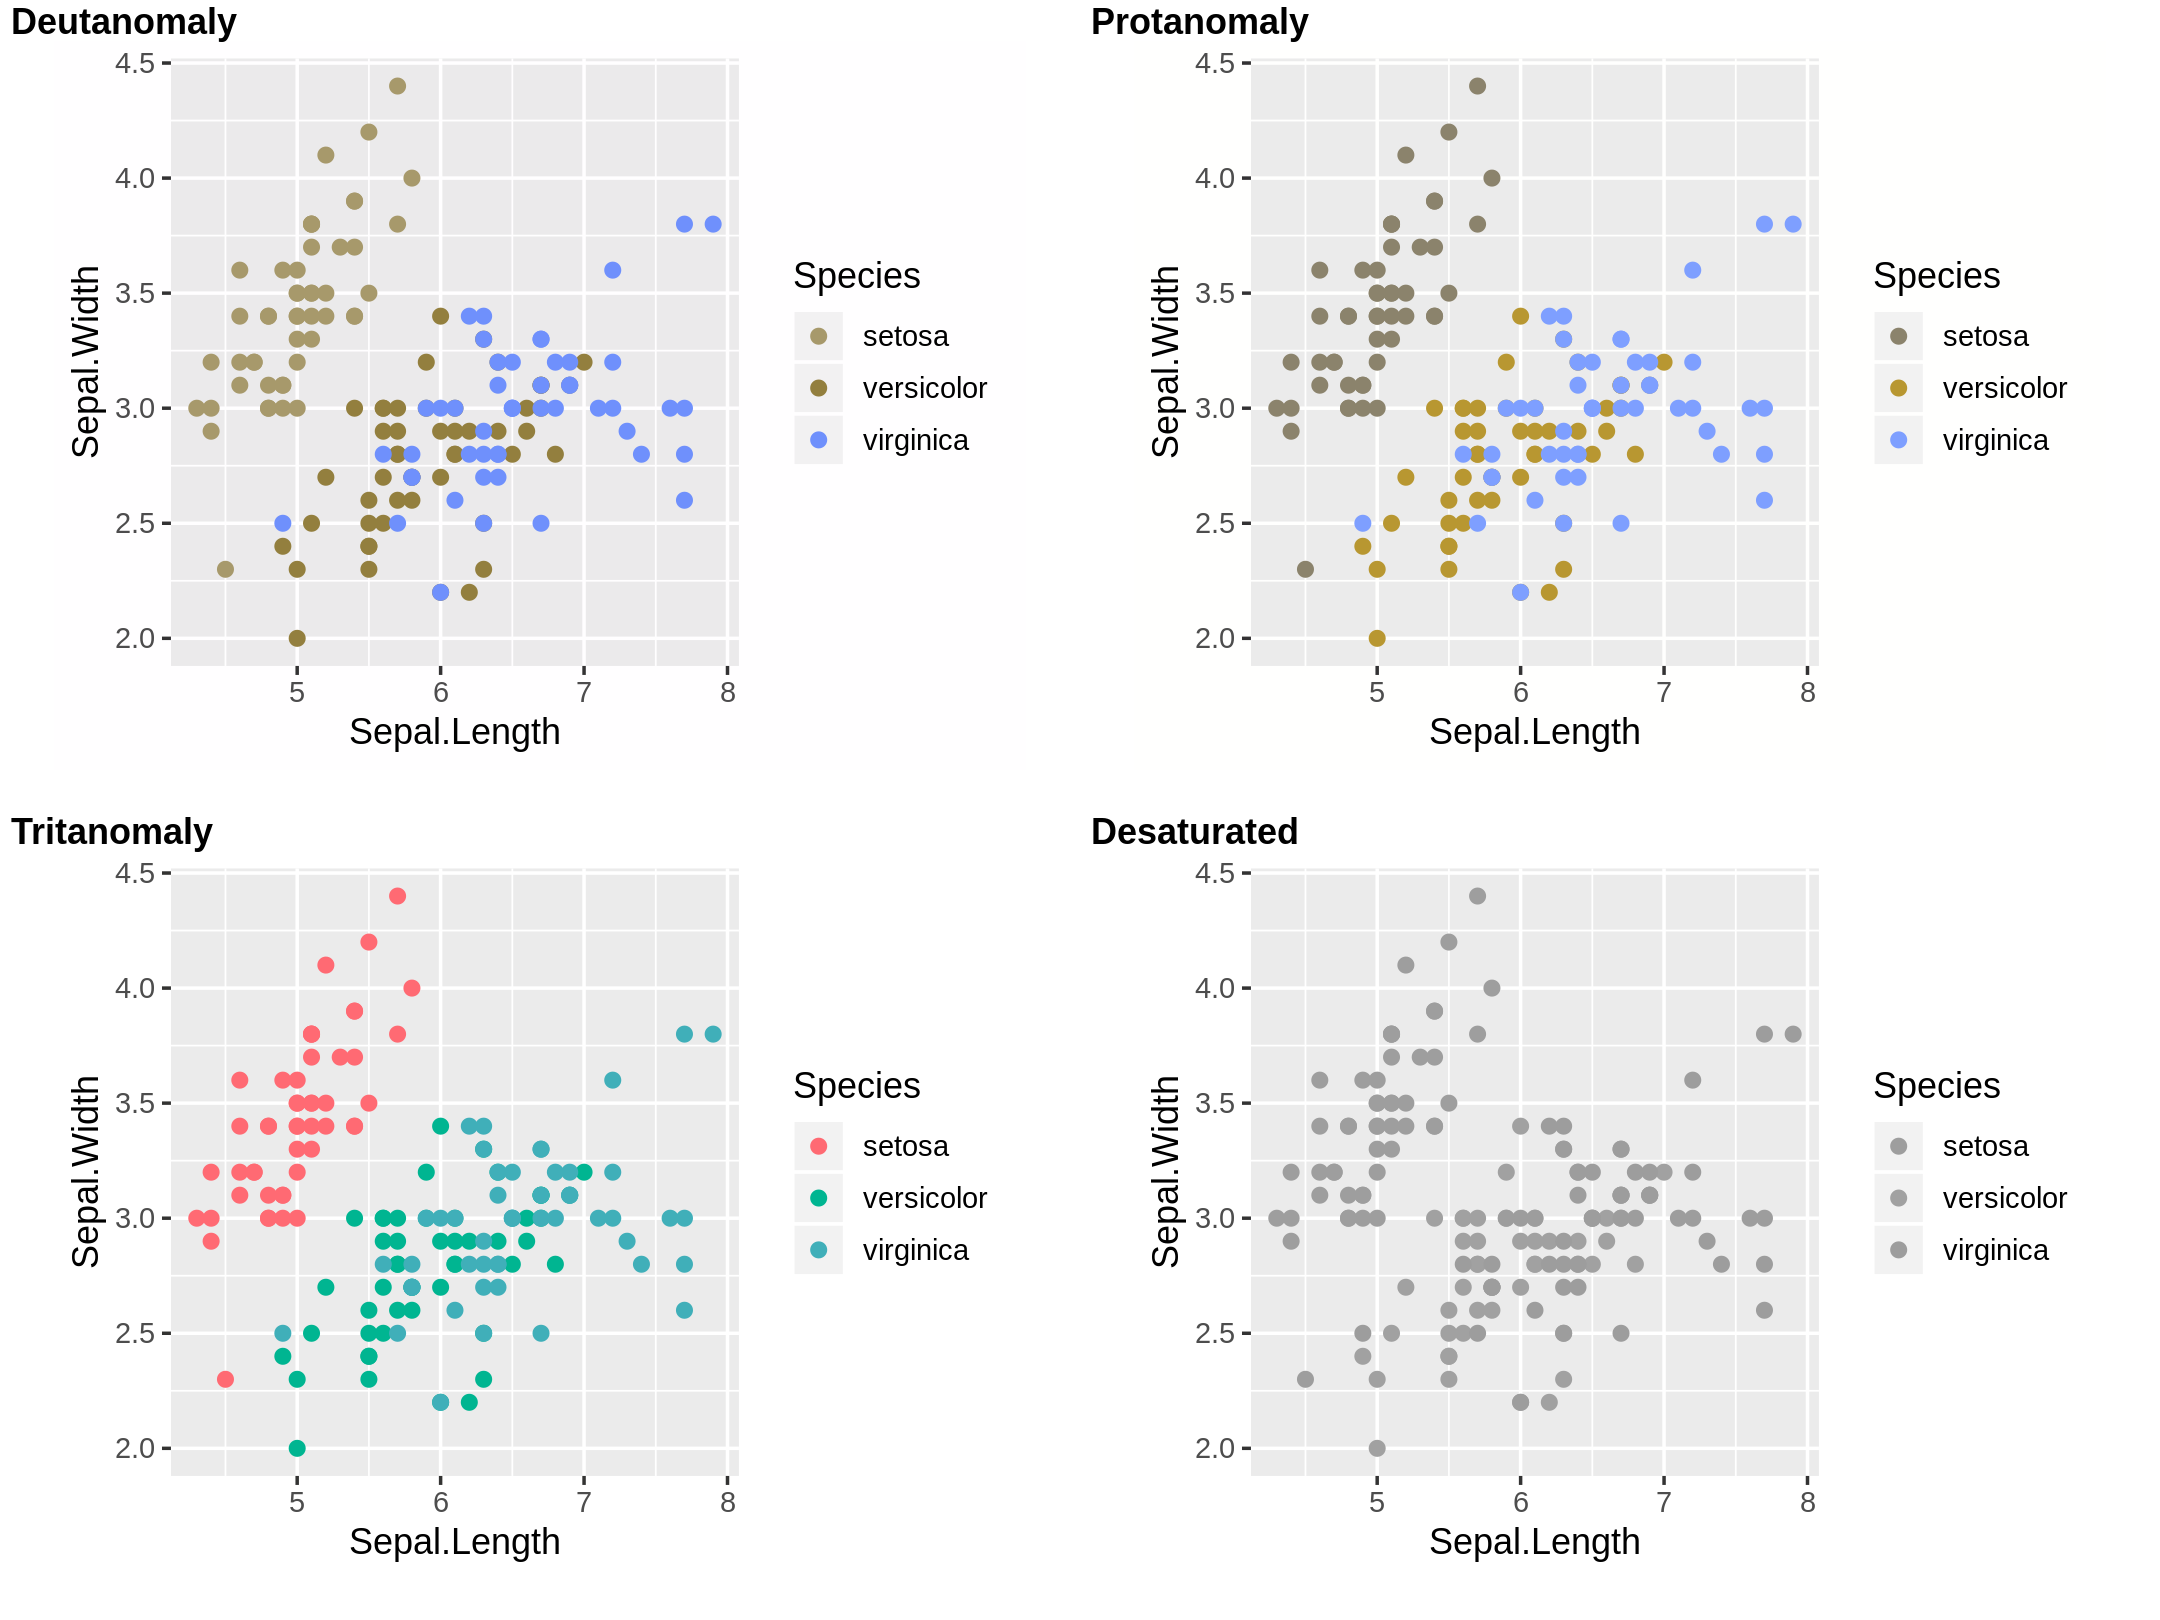 Deutanomaly
4.5
4.0
3.5
3.0
2.5
2.0
Sepal.Width
5 6 7 8
Sepal.Length
Species
setosa
versicolor
virginica
Protanomaly
4.5
4.0
3.5
3.0
2.5
2.0
Sepal.Width
5 6 7 8
Sepal.Length
Species
setosa
versicolor
virginica
Tritanomaly
4.5
4.0
3.5
3.0
2.5
2.0
Sepal.Width
5 6 7 8
Sepal.Length
Species
setosa
versicolor
virginica
Desaturated
4.5
4.0
3.5
3.0
2.5
2.0
Sepal.Width
5 6 7 8
Sepal.Length
Species
setosa
versicolor
virginica